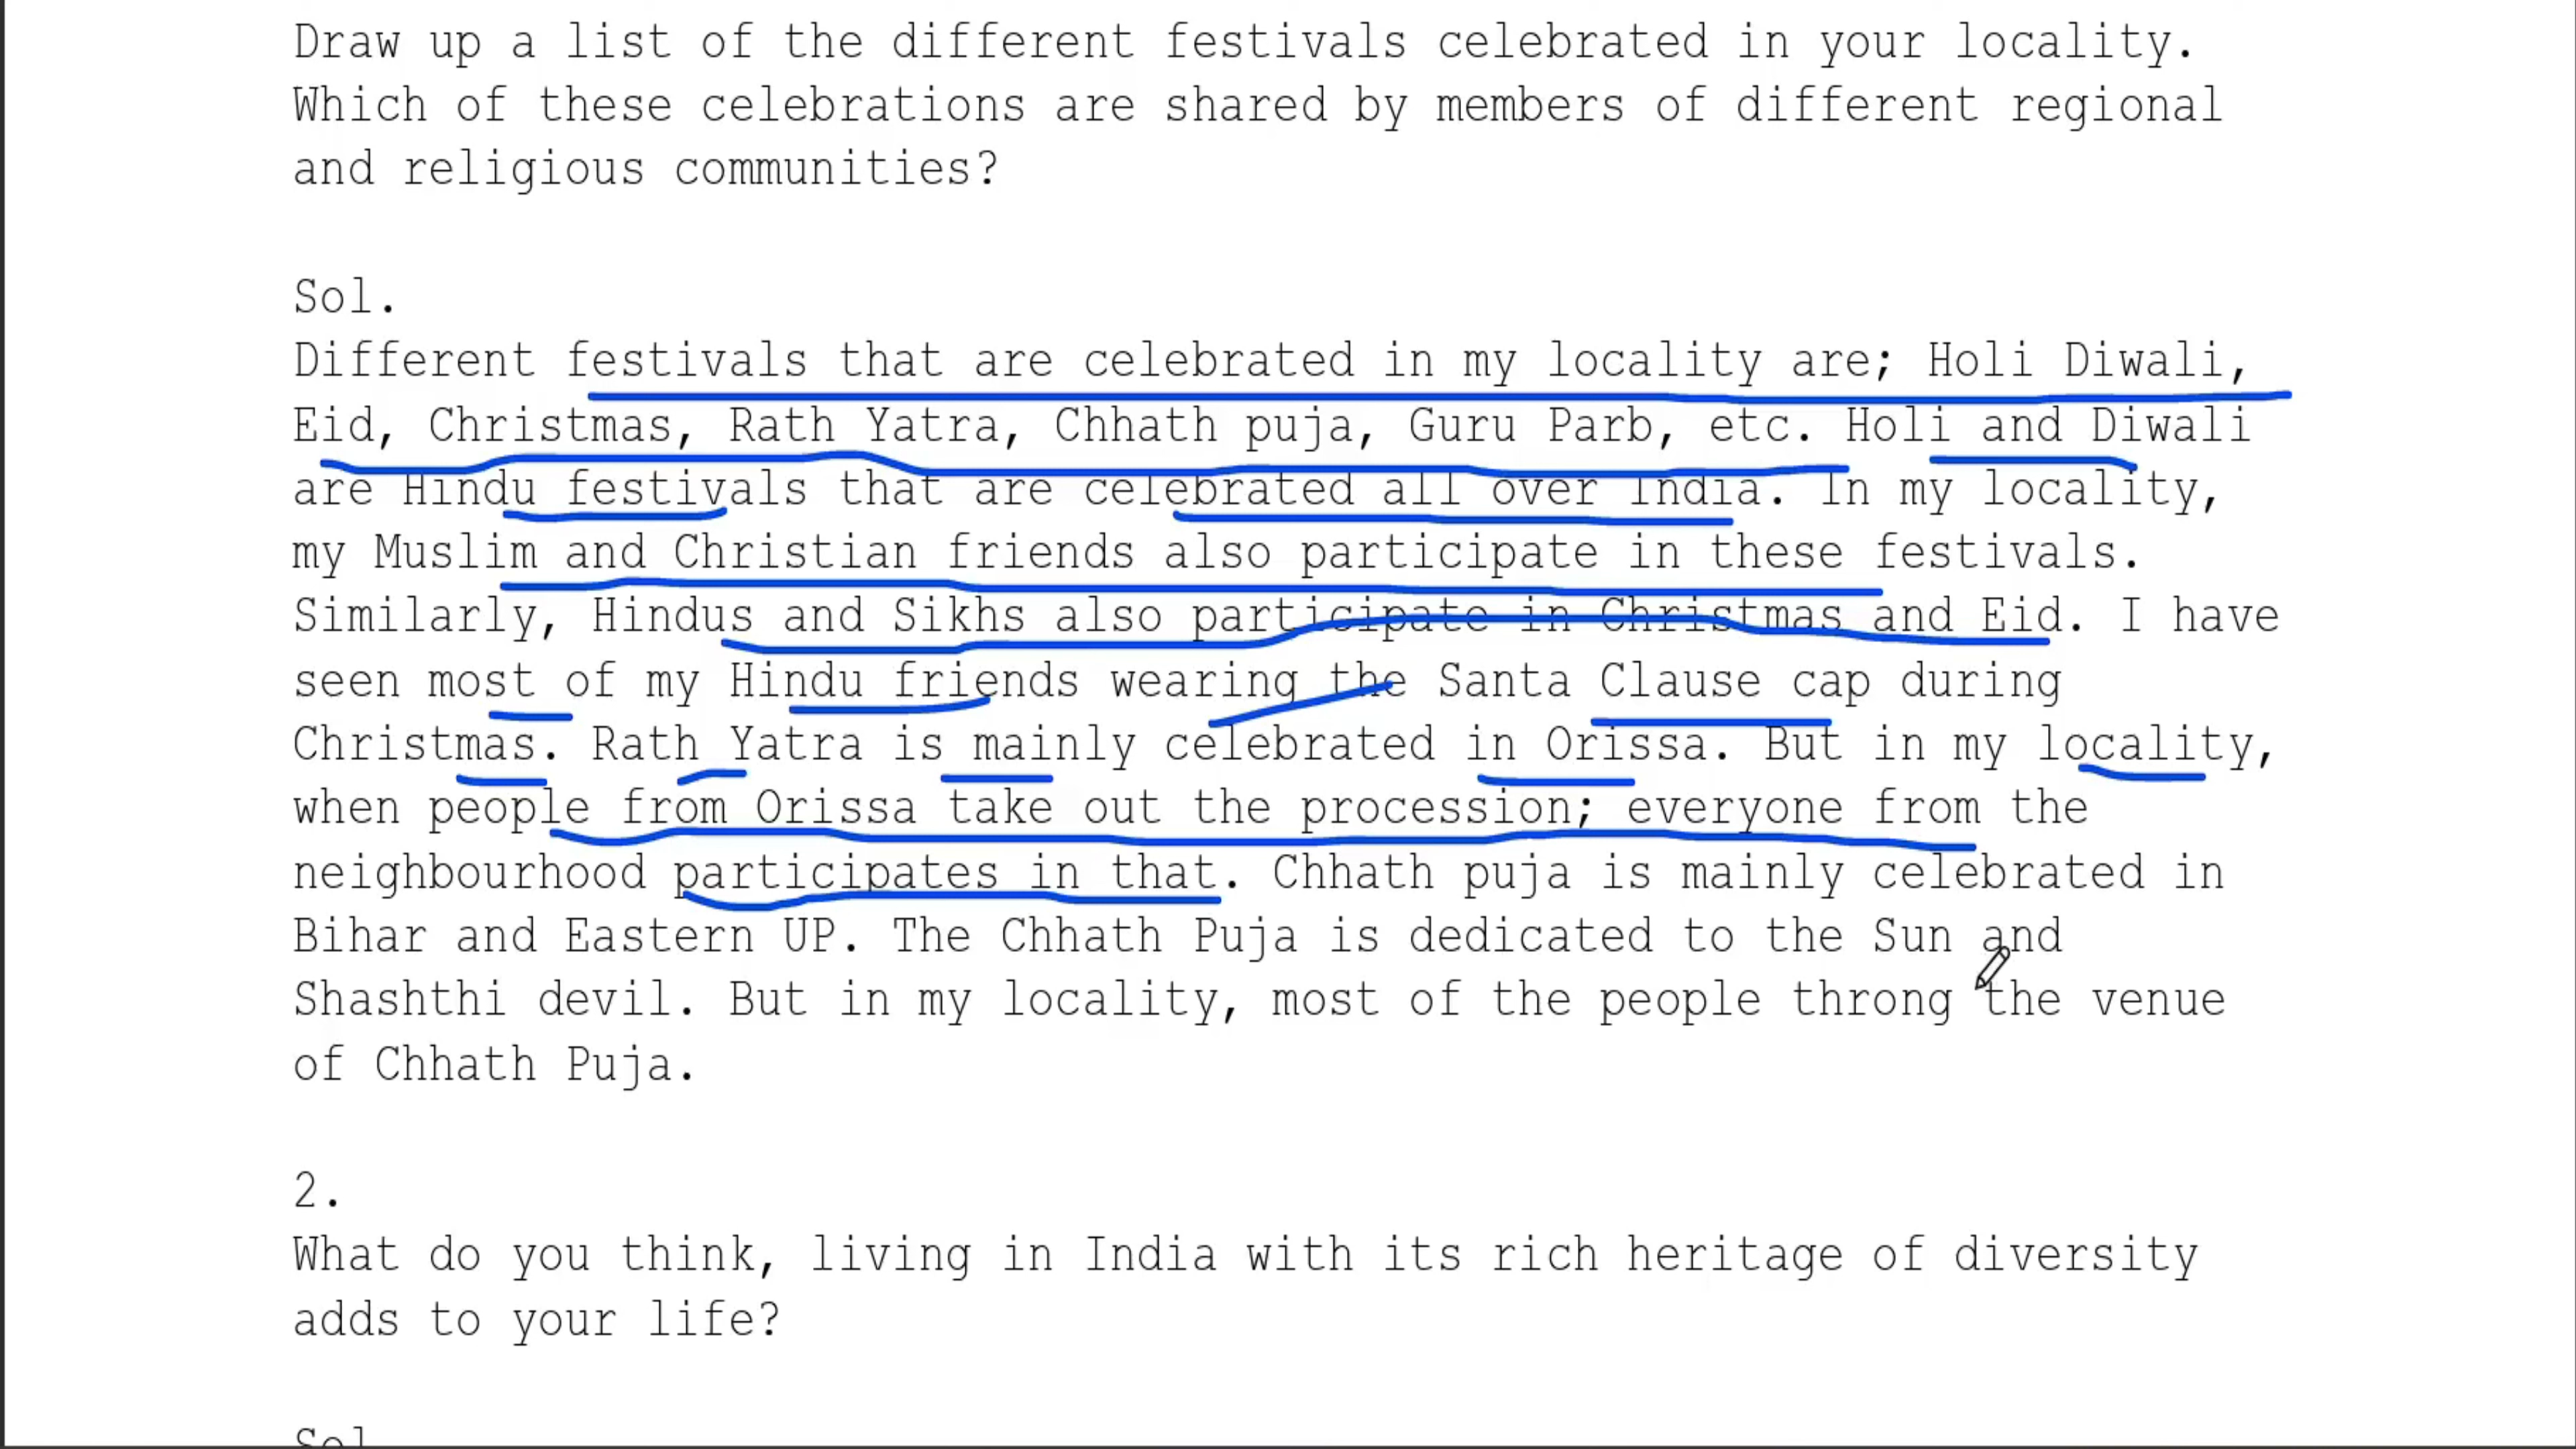 Draw up a list of the different festivals celebrated in your locality.
Which of these celebrations are shared by members of different regional
and religious communities?
Sol.
Different festivals that are celebrated in my locality are; Holi Diwali,
Eid, Christmas, Rath Yatra, Chhath puja, Guru Parb, etc. Holi and Diwali
are Hindu festivals that are celebrated all over India. In my locality,
my Muslim and Christian friends also participate in these festivals.
Similarly, Hindus and Sikhs also participate in Christmas and Eid. I have
seen most of my Hindu friends wearing the Santa Clause cap during
Christmas. Rath Yatra is mainly celebrated in Orissa. But in my locality,
when people from Orissa take out the procession; everyone from the
neighbourhood participates in that. Chhath puja is mainly celebrated in
Bihar and Eastern UP. The Chhath Puja is dedicated to the Sun and
Shashthi devil. But in my locality, most of the people throng the venue
of Chhath Puja.
2.
What do you think, living in India with its rich heritage of diversity
adds to your life?
Sol